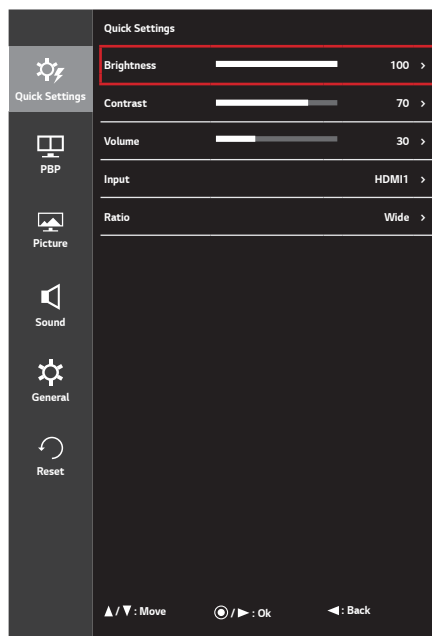 Quick Settings
Quick Settings
Brightness 100 >
Contrast 70 >
Volume 30 >
Input HDMI1 >
Ratio Wide >
PBP
Picture
Sound
General
Reset
▲ / ▼ : Move ◉ / ► : Ok ◄ : Back